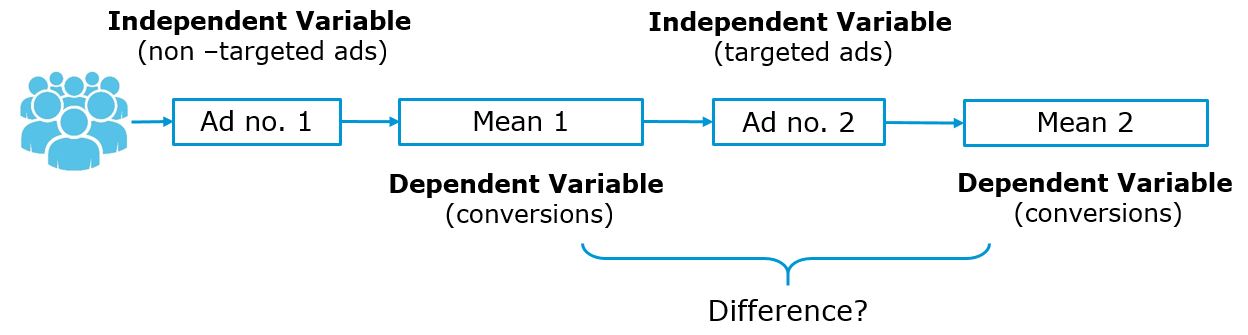 Independent Variable
(non –targeted ads)
Independent Variable
(targeted ads)
Ad no. 1
Mean 1
Ad no. 2
Mean 2
Dependent Variable
(conversions)
Dependent Variable
(conversions)
Difference?